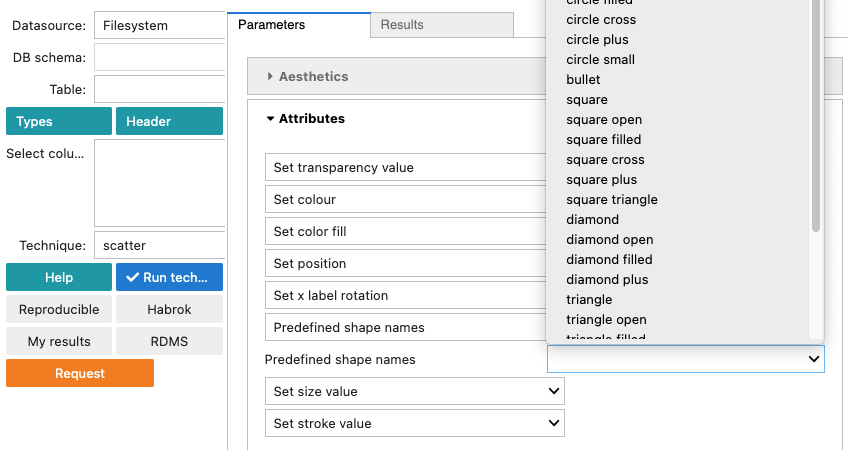 Datasource:
Filesystem
DB schema:
Table:
Types
Header
Select colu...
Technique:
scatter
Help
Run tech...
Reproducible
Habrok
My results
RDMS
Request
Parameters
Results
Aesthetics
Attributes
Set transparency value
Set colour
Set color fill
Set position
Set x label rotation
Predefined shape names
Predefined shape names
Set size value
Set stroke value
circle filled
circle cross
circle plus
circle small
bullet
square
square open
square filled
square cross
square plus
square triangle
diamond
diamond open
diamond filled
diamond plus
triangle
triangle open
triangle filled